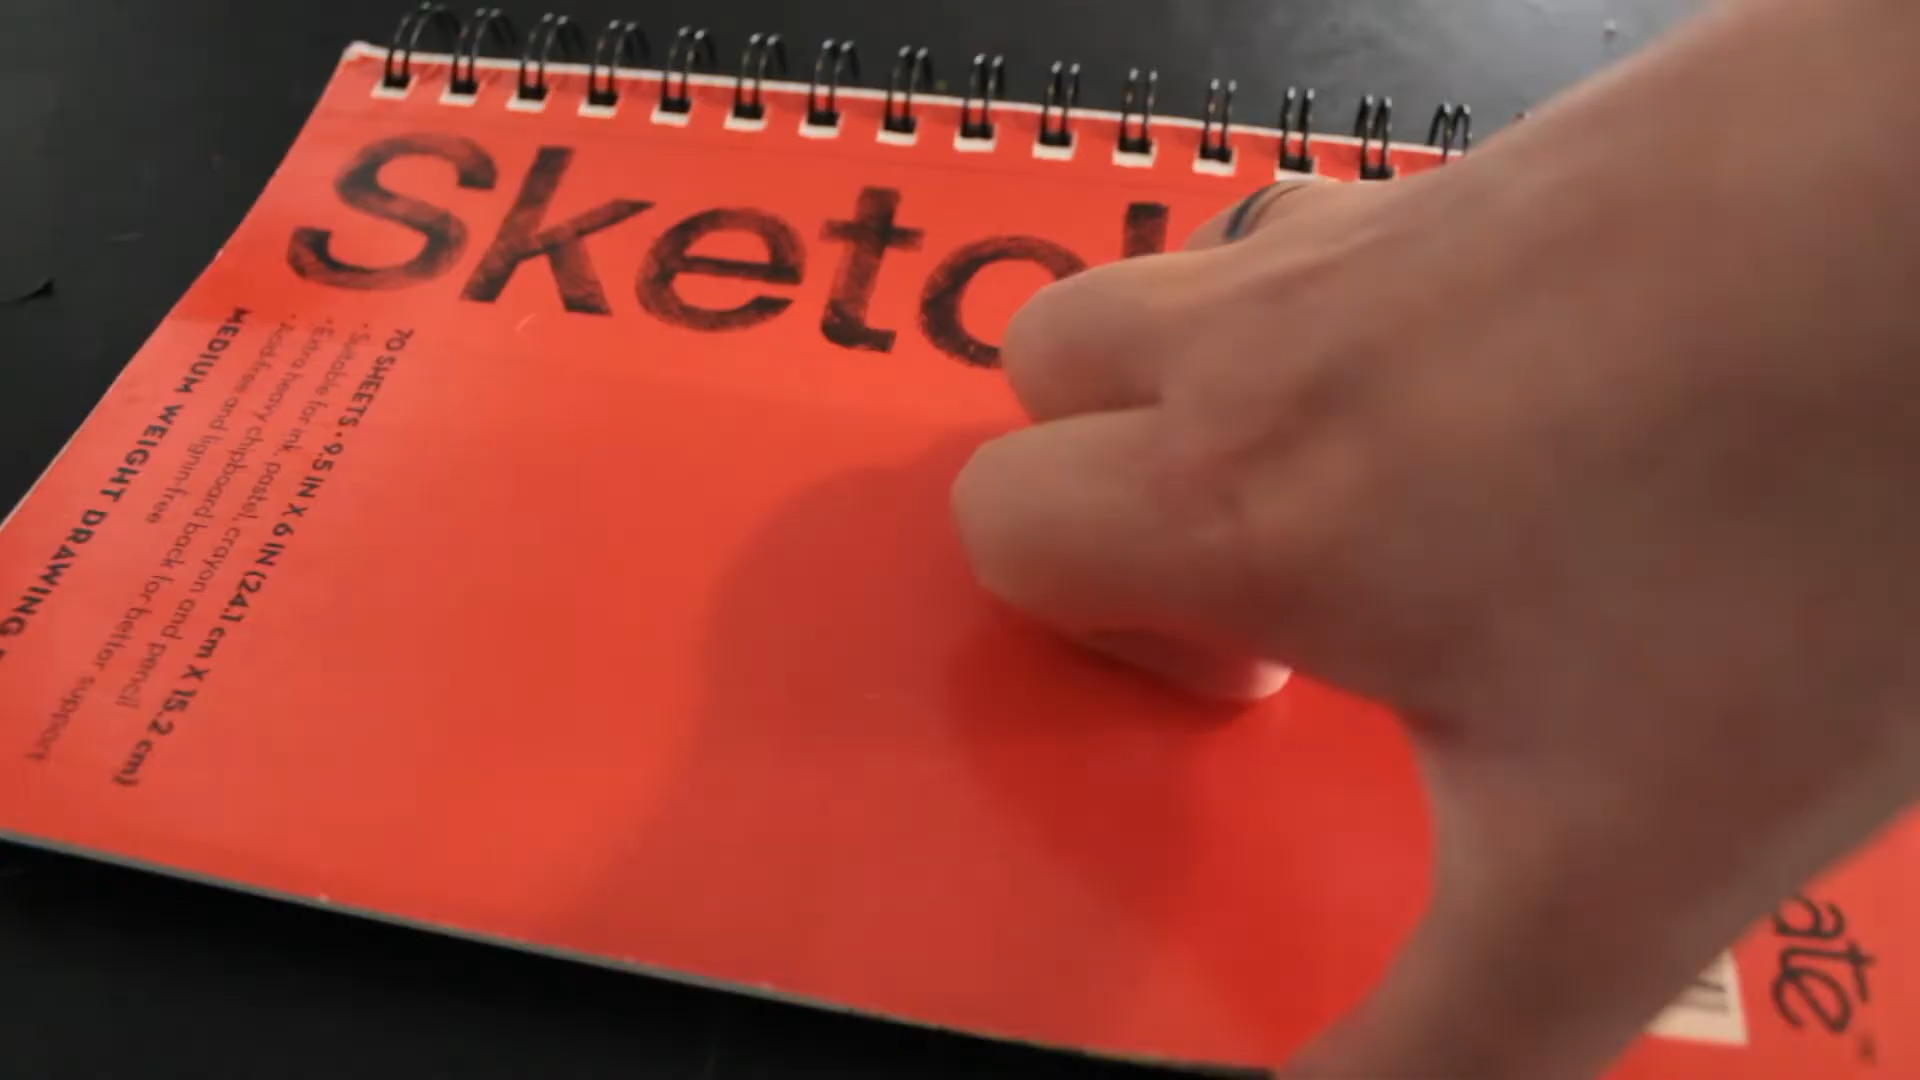 Sketch
70 SHEETS • 9.5 IN X 6 IN (24.1 cm X 15.2 cm)
• Suitable for ink, pastel, crayon and pencil
• Extra heavy chipboard back for better support
• Acid-free and lignin-free
MEDIUM WEIGHT DRAWING
ate